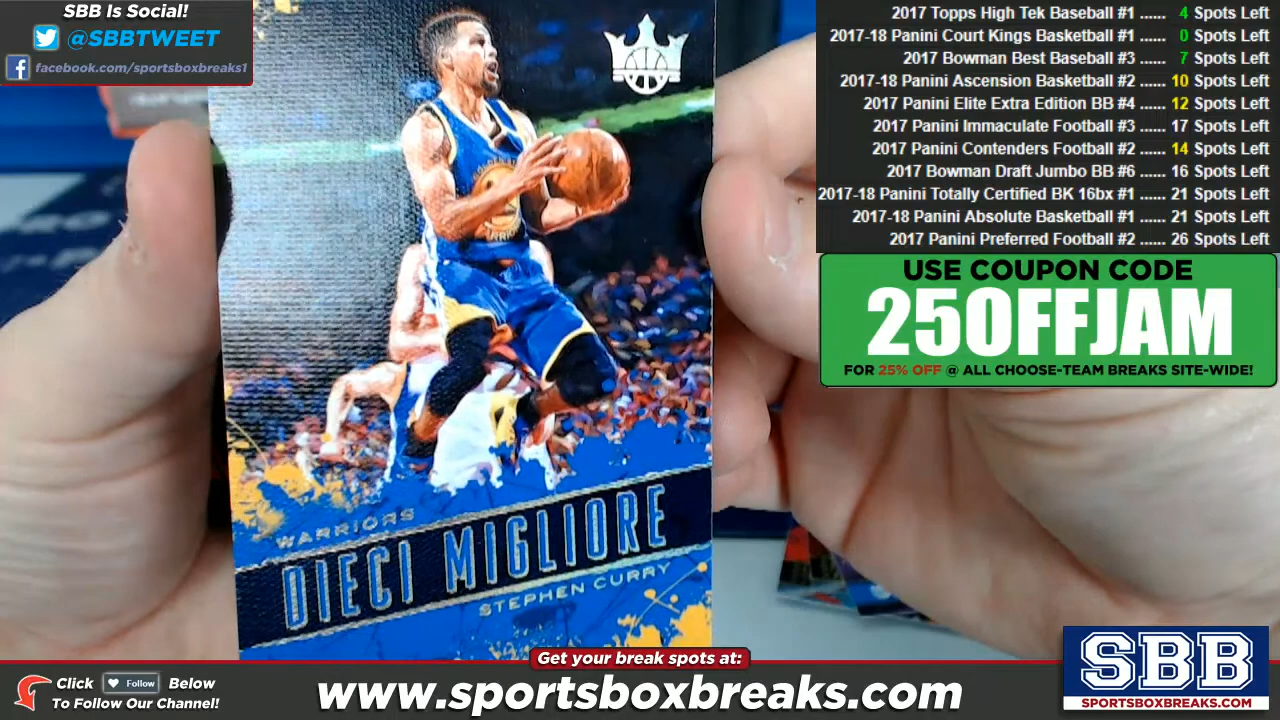 SBB Is Social!
@SBBTWEET
facebook.com/sportsboxbreaks1
2017 Topps High Tek Baseball #1 ...... 4 Spots Left
2017-18 Panini Court Kings Basketball #1 ...... 0 Spots Left
2017 Bowman Best Baseball #3 ...... 7 Spots Left
2017-18 Panini Ascension Basketball #2 ...... 10 Spots Left
2017 Panini Elite Extra Edition BB #4 ...... 12 Spots Left
2017 Panini Immaculate Football #3 ...... 17 Spots Left
2017 Panini Contenders Football #2 ...... 14 Spots Left
2017 Bowman Draft Jumbo BB #6 ...... 16 Spots Left
2017-18 Panini Totally Certified BK 16bx #1 ...... 21 Spots Left
2017-18 Panini Absolute Basketball #1 ...... 21 Spots Left
2017 Panini Preferred Football #2 ...... 26 Spots Left
USE COUPON CODE
25OFFJAM
FOR 25% OFF @ ALL CHOOSE-TEAM BREAKS SITE-WIDE!
WARRIORS
DIECI MIGLIORE
STEPHEN CURRY
Get your break spots at:
Click Follow Below
To Follow Our Channel!
www.sportsboxbreaks.com
SBB
SPORTSBOXBREAKS.COM